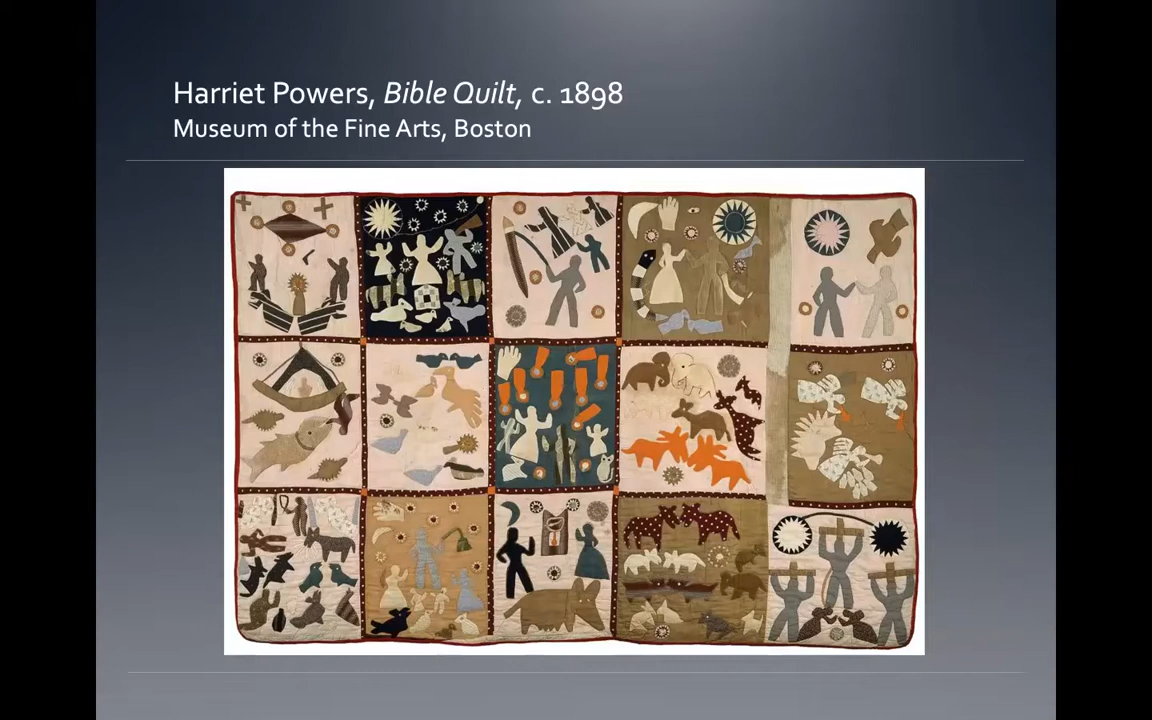 Harriet Powers, Bible Quilt, c. 1898
Museum of the Fine Arts, Boston